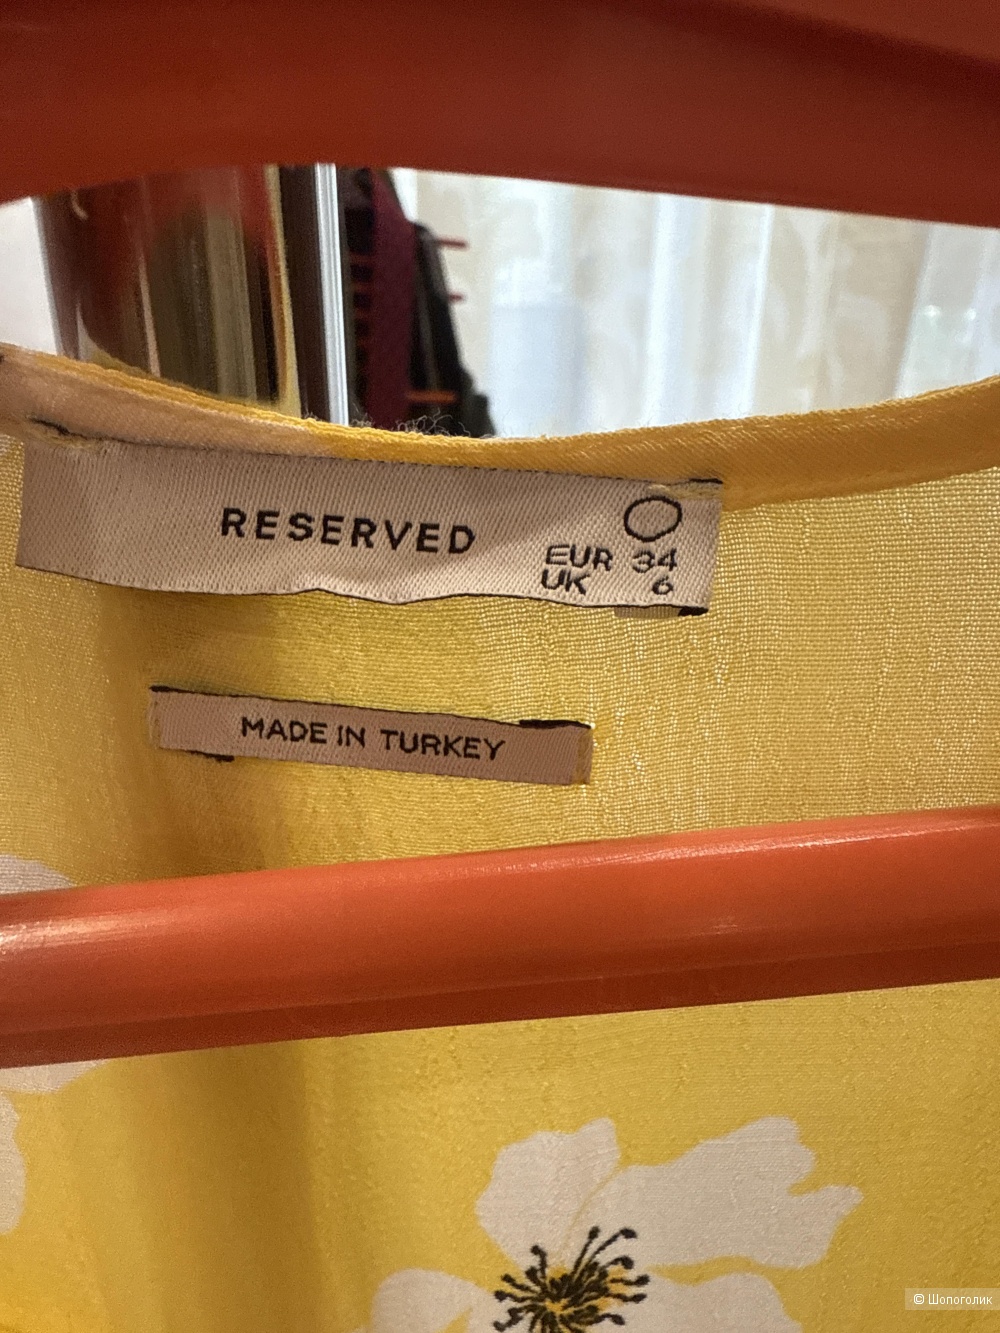 RESERVED
EUR 34
UK 6
MADE IN TURKEY
© Шопоголик